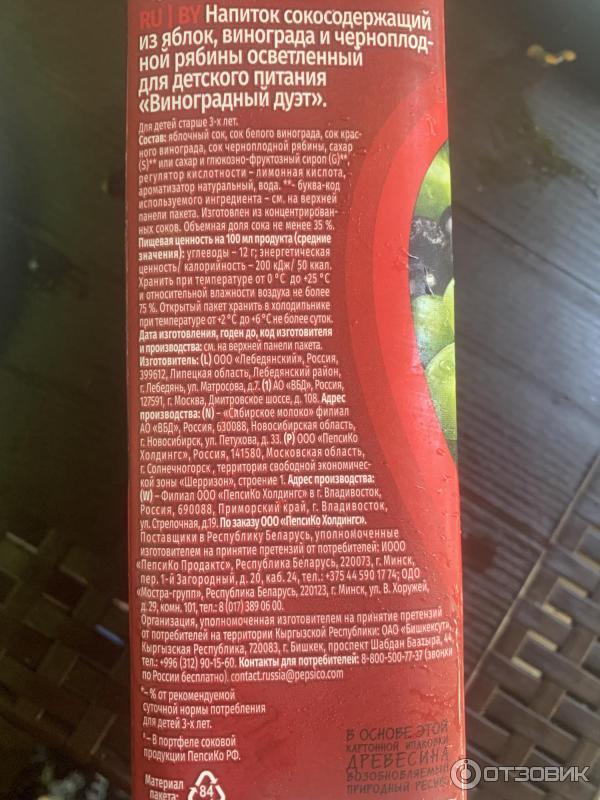 RU | BY Напиток сокосодержащий
из яблок, винограда и черноплод-
ной рябины осветленный
для детского питания
«Виноградный дуэт».
Для детей старше 3-х лет.
Состав: яблочный сок, сок белого винограда, сок крас-
ного винограда, сок черноплодной рябины, сахар
(S)** или сахар и глюкозно-фруктозный сироп (G)**,
регулятор кислотности – лимонная кислота,
ароматизатор натуральный, вода. **- буква-код
используемого ингредиента – см. на верхней
панели пакета. Изготовлен из концентрирован-
ных соков. Объемная доля сока не менее 35 %.
Пищевая ценность на 100 мл продукта (средние
значения): углеводы – 12 г; энергетическая
ценность/ калорийность – 200 кДж/ 50 ккал.
Хранить при температуре от 0 °C до +25 °C
и относительной влажности воздуха не более
75 %. Открытый пакет хранить в холодильнике
при температуре от +2 °C до +6 °C не более суток.
Дата изготовления, годен до, код изготовителя
и производства: см. на верхней панели пакета.
Изготовитель: (L) ООО «Лебедянский», Россия,
399612, Липецкая область, Лебедянский район,
г. Лебедянь, ул. Матросова, д.7. (1) АО «ВБД», Россия,
127591, г. Москва, Дмитровское шоссе, д. 108. Адрес
производства: (N) – «Сибирское молоко» филиал
АО «ВБД», Россия, 630088, Новосибирская область,
г. Новосибирск, ул. Петухова, д. 33. (P) ООО «ПепсиКо
Холдингс», Россия, 141580, Московская область,
г. Солнечногорск, территория свободной экономичес-
кой зоны «Шерризон», строение 1. Адрес производства:
(W) – Филиал ООО «ПепсиКо Холдингс» в г. Владивосток,
Россия, 690088, Приморский край, г. Владивосток,
ул. Стрелочная, д.19. По заказу ООО «ПепсиКо Холдингс».
Поставщики в Республику Беларусь, уполномоченные
изготовителем на принятие претензий от потребителей: ИООО
«ПепсиКо Продактс», Республика Беларусь, 220073, г. Минск,
пер. 1-й Загородный, д. 20, каб. 24, тел.: +375 44 590 17 74; ОДО
«Мостра-групп», Республика Беларусь, 220123, г. Минск, ул. В. Хоружей,
д. 29, комн. 101, тел.: 8 (017) 389 06 00.
Организация, уполномоченная изготовителем на принятие претензий
от потребителей на территории Кыргызской Республики: ОАО «Бишкексут»,
Кыргызская Республика, 720083, г. Бишкек, проспект Шабдан Баатыра, 44,
тел.: +996 (312) 90-15-60. Контакты для потребителей: 8-800-500-77-37 (звонки
по России бесплатно). contact.russia@pepsico.com
*– % от рекомендуемой
суточной нормы потребления
для детей 3-х лет.
– В портфеле соковой
продукции ПепсиКо РФ.
Материал
пакета:
84
В ОСНОВЕ ЭТОЙ
КАРТОННОЙ УПАКОВКИ
ДРЕВЕСИНА
ВОЗОБНОВЛЯЕМЫЙ
ПРИРОДНЫЙ РЕСУРС
ОТЗОВИК